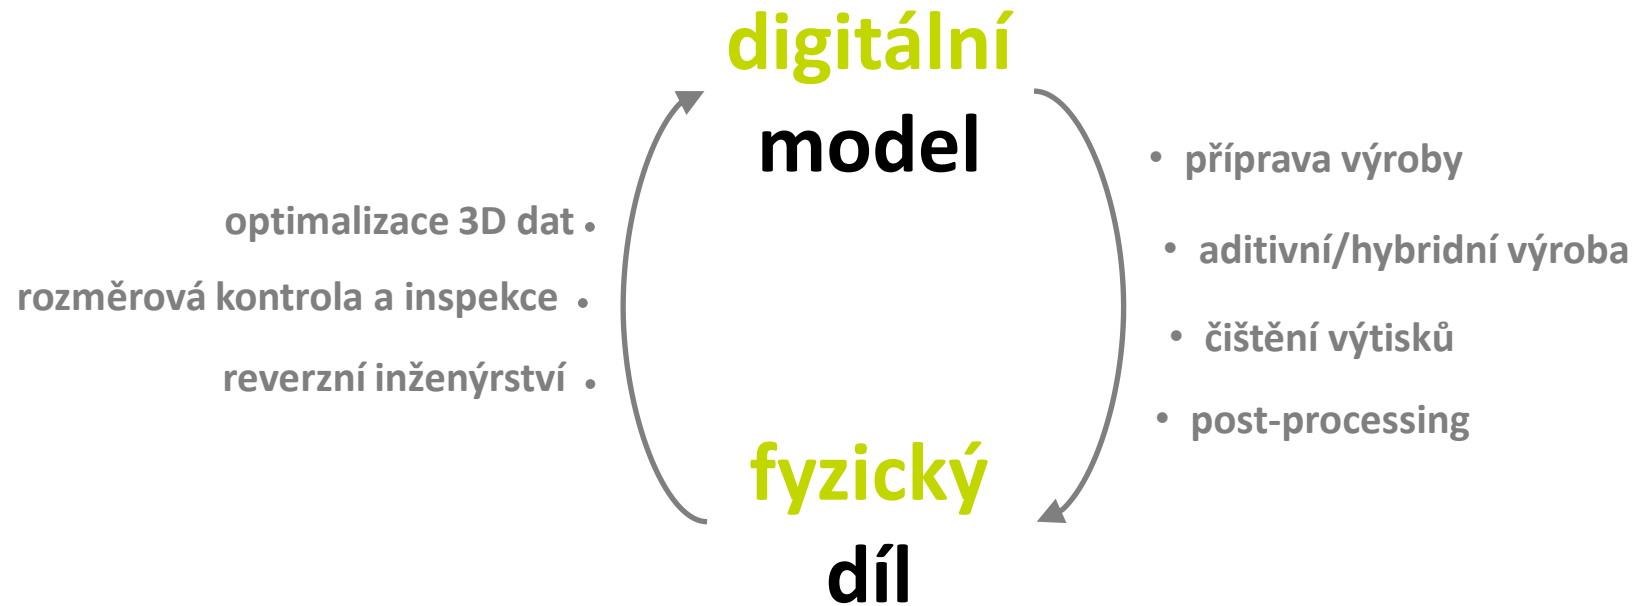 digitální
model
• příprava výroby
• aditivní/hybridní výroba
• čištění výtisků
• post-processing
optimalizace 3D dat •
rozměrová kontrola a inspekce •
reverzní inženýrství •
fyzický
díl